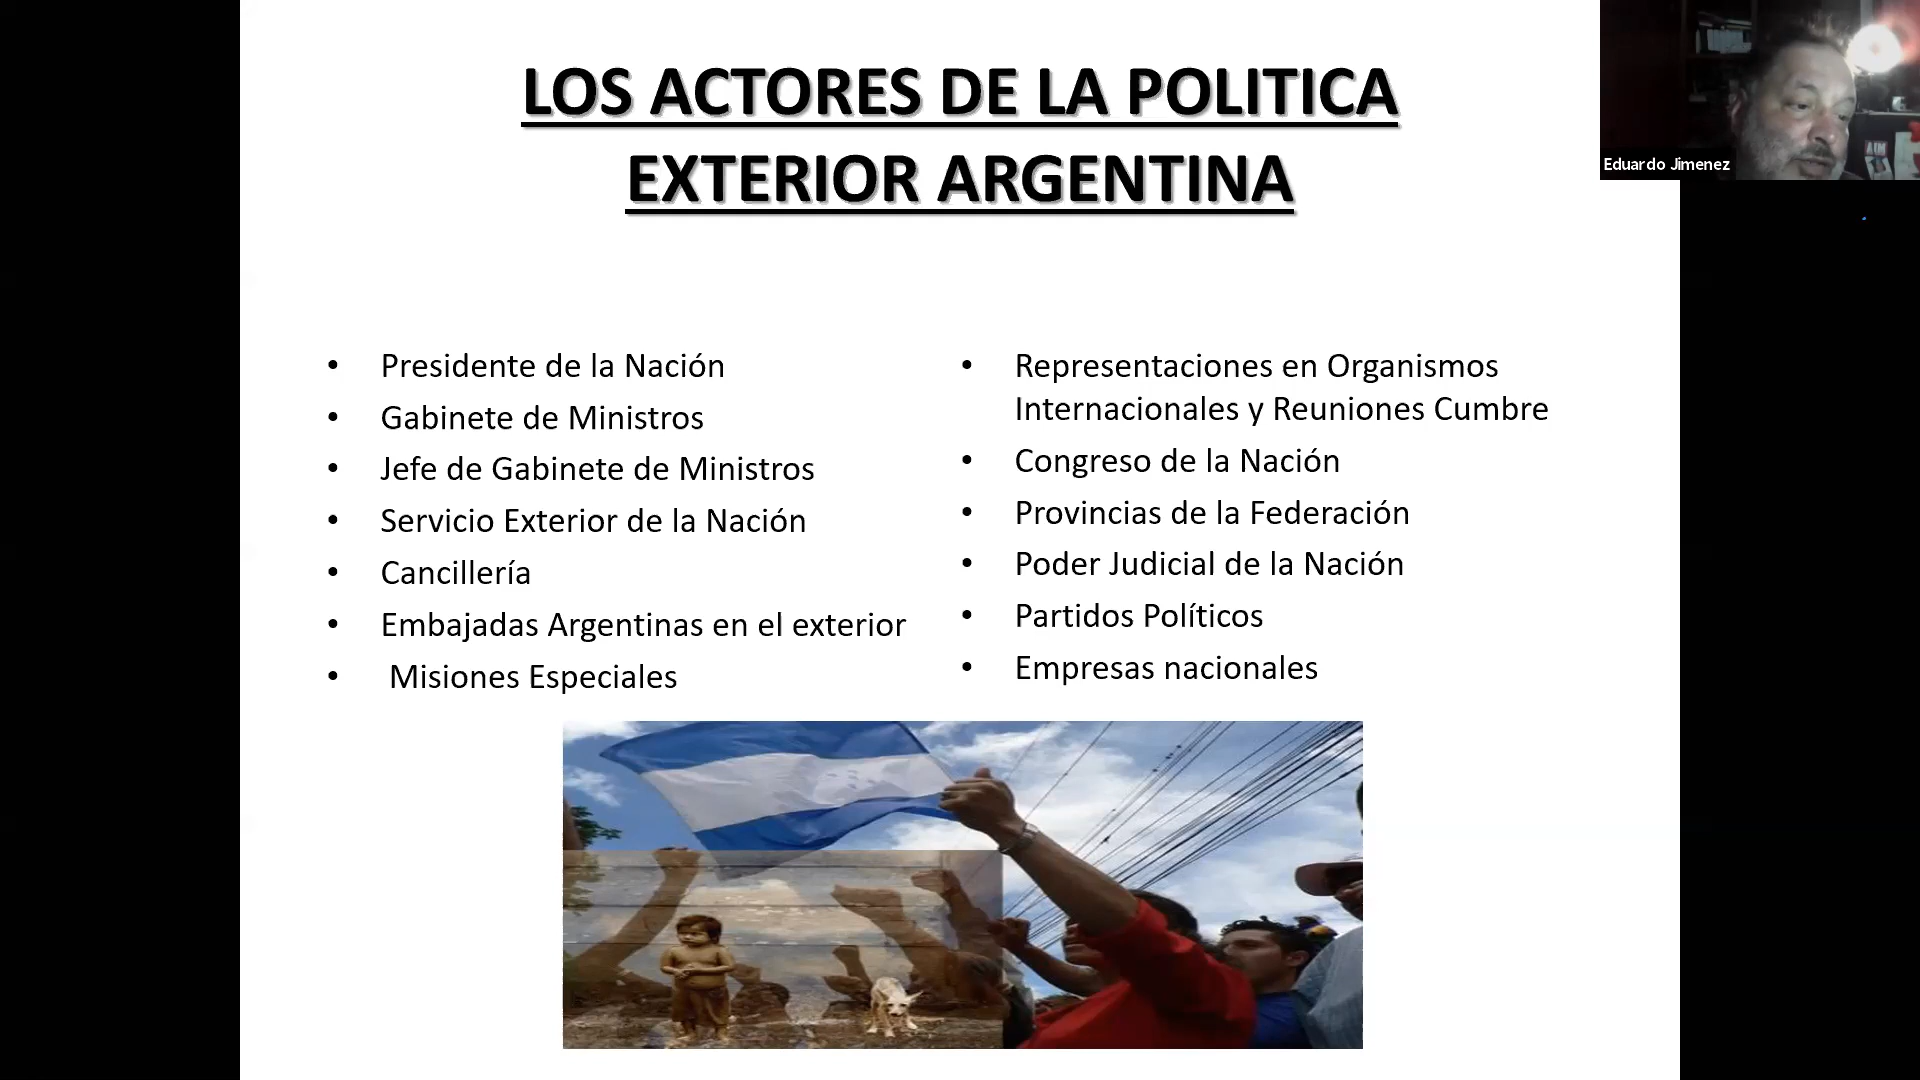 LOS ACTORES DE LA POLITICA
EXTERIOR ARGENTINA
• Presidente de la Nación
• Gabinete de Ministros
• Jefe de Gabinete de Ministros
• Servicio Exterior de la Nación
• Cancillería
• Embajadas Argentinas en el exterior
• Misiones Especiales
• Representaciones en Organismos
Internacionales y Reuniones Cumbre
• Congreso de la Nación
• Provincias de la Federación
• Poder Judicial de la Nación
• Partidos Políticos
• Empresas nacionales
Eduardo Jimenez
AIM